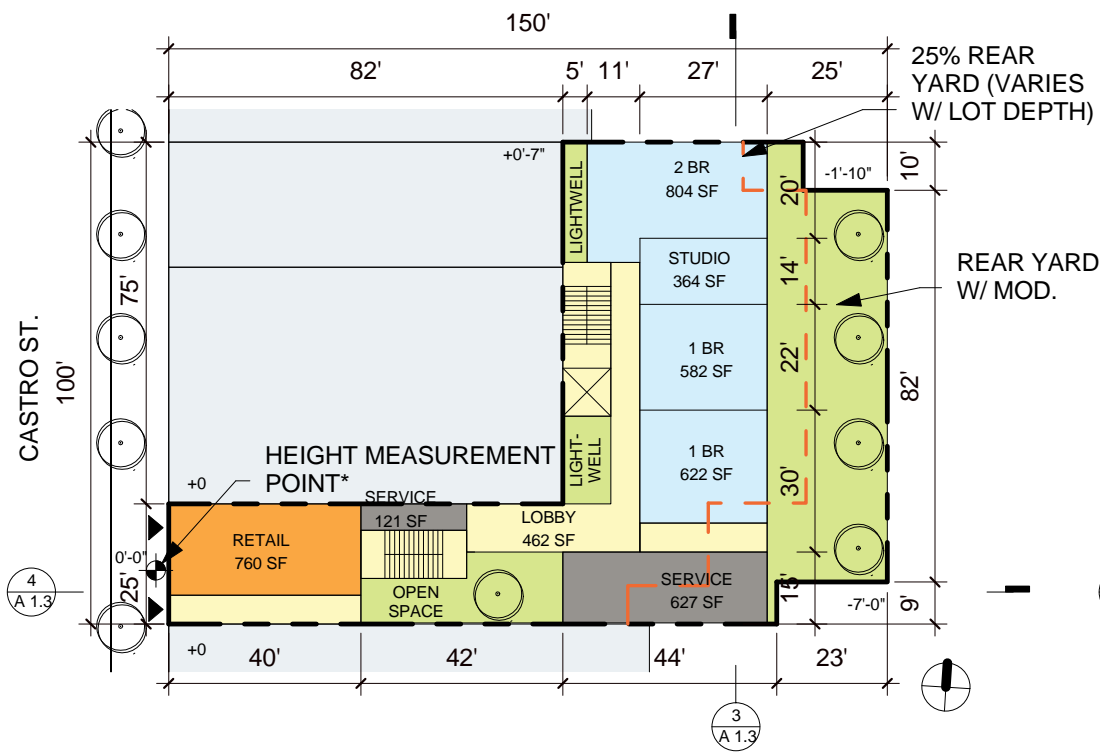 150'
82'
5'
11'
27'
25'
25% REAR
YARD (VARIES
W/ LOT DEPTH)
+0'-7"
2 BR
804 SF
-1'-10"
10'
20'
LIGHTWELL
STUDIO
364 SF
14'
REAR YARD
W/ MOD.
75'
CASTRO ST.
100'
1 BR
582 SF
22'
82'
HEIGHT MEASUREMENT
POINT*
LIGHT-
WELL
1 BR
622 SF
30'
+0
SERVICE
121 SF
RETAIL
760 SF
LOBBY
462 SF
0'-0"
4
A 1.3
25'
OPEN
SPACE
SERVICE
627 SF
15'
-7'-0"
9'
+0
40'
42'
44'
23'
3
A 1.3